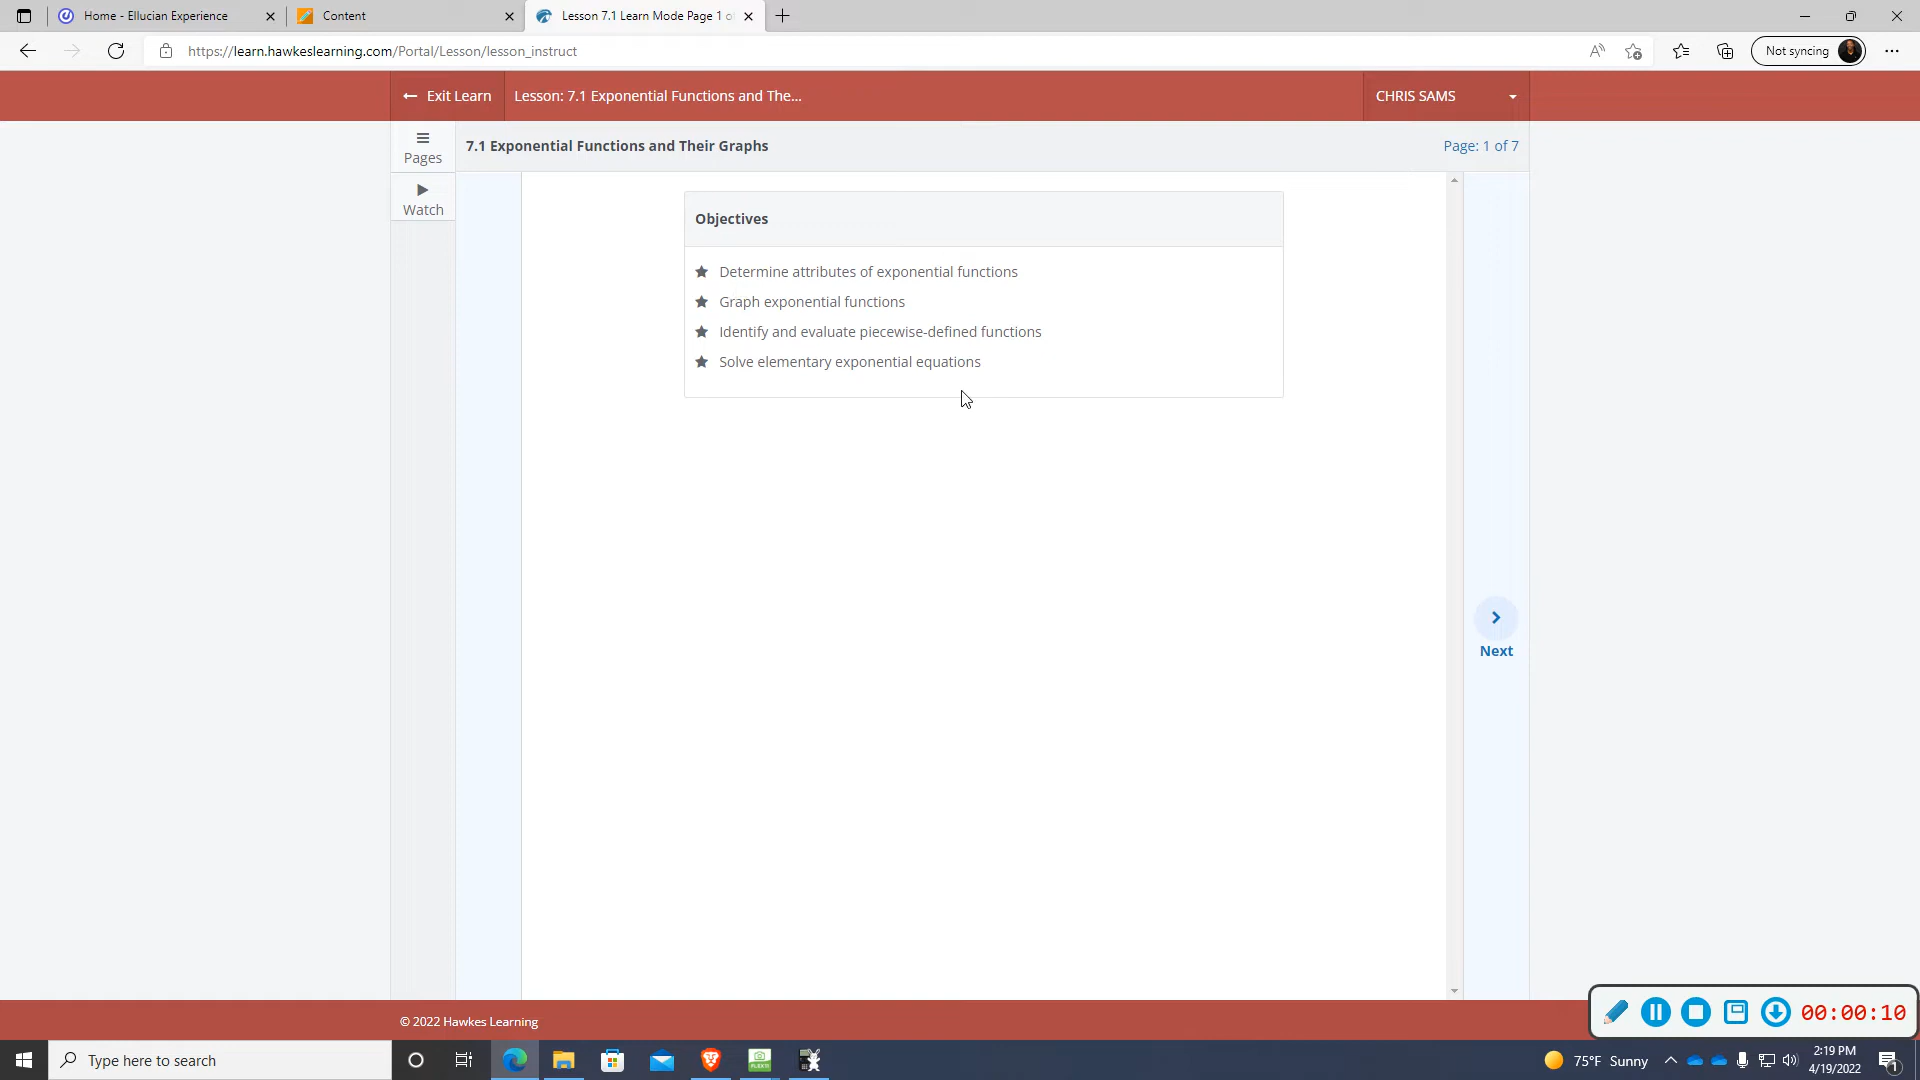 Home - Ellucian Experience
Content
Lesson 7.1 Learn Mode Page 1 o
https://learn.hawkeslearning.com/Portal/Lesson/lesson_instruct
Not syncing
Exit Learn
Lesson: 7.1 Exponential Functions and The...
CHRIS SAMS
Pages
7.1 Exponential Functions and Their Graphs
Page: 1 of 7
Watch
Objectives
Determine attributes of exponential functions
Graph exponential functions
Identify and evaluate piecewise-defined functions
Solve elementary exponential equations
Next
© 2022 Hawkes Learning
00:00:10
Type here to search
75°F Sunny
2:19 PM
4/19/2022
1